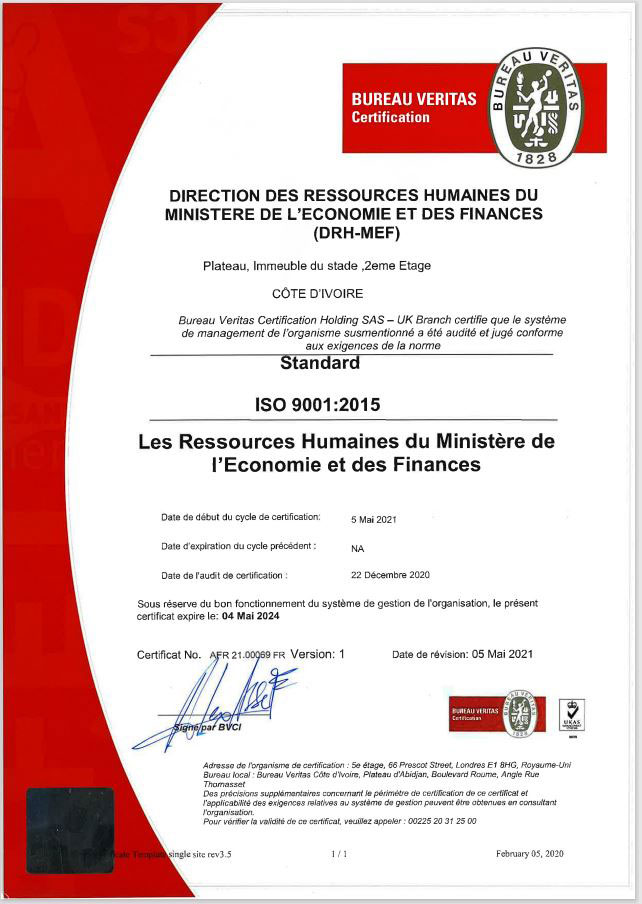 BUREAU VERITAS
Certification
BUREAU VERITAS
1828
DIRECTION DES RESSOURCES HUMAINES DU
MINISTERE DE L'ECONOMIE ET DES FINANCES
(DRH-MEF)
Plateau, Immeuble du stade ,2eme Etage
CÔTE D'IVOIRE
Bureau Veritas Certification Holding SAS – UK Branch certifie que le système
de management de l'organisme susmentionné a été audité et jugé conforme
aux exigences de la norme
Standard
ISO 9001:2015
Les Ressources Humaines du Ministère de
l'Economie et des Finances
Date de début du cycle de certification: 5 Mai 2021
Date d'expiration du cycle précédent : NA
Date de l'audit de certification : 22 Décembre 2020
Sous réserve du bon fonctionnement du système de gestion de l'organisation, le présent
certificat expire le: 04 Mai 2024
Certificat No. AFR 21.00069 FR Version: 1 Date de révision: 05 Mai 2021
Signé par BVCI
BUREAU VERITAS
Certification
BUREAU VERITAS
1828
UKAS
Adresse de l'organisme de certification : 5e étage, 66 Prescot Street, Londres E1 8HG, Royaume-Uni
Bureau local : Bureau Veritas Côte d'Ivoire, Plateau d'Abidjan, Boulevard Roume, Angle Rue
Thomasset
Des précisions supplémentaires concernant le périmètre de certification de ce certificat et
l'applicabilité des exigences relatives au système de gestion peuvent être obtenues en consultant
l'organisation.
Pour vérifier la validité de ce certificat, veuillez appeler : 00225 20 31 25 00
Template single site rev3.5 1 / 1 February 05, 2020